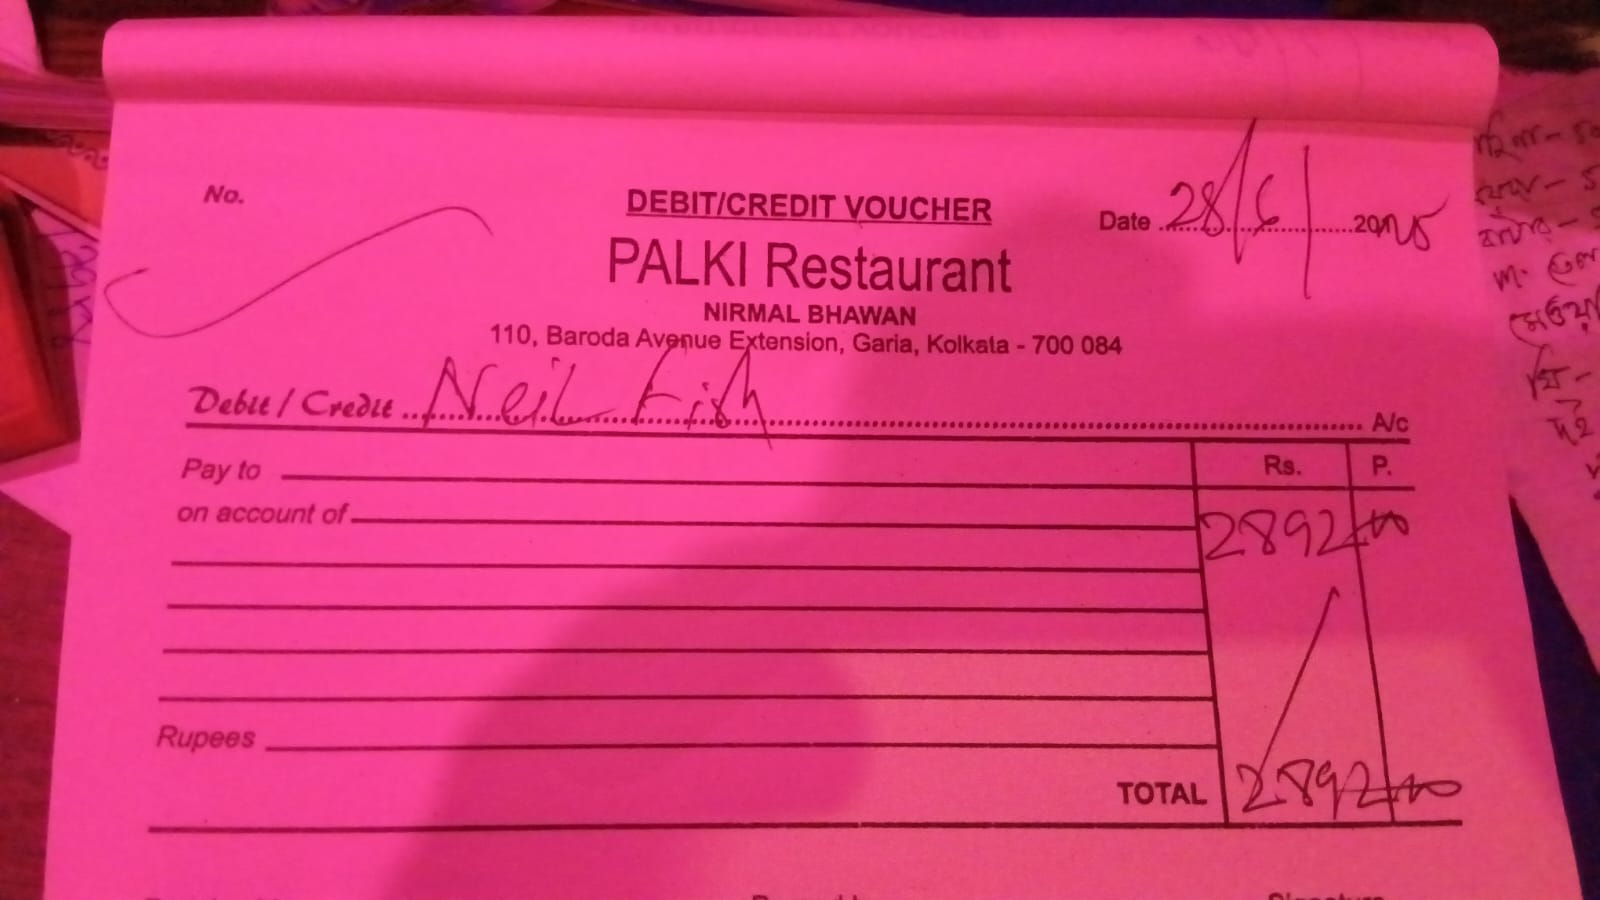 No.
DEBIT/CREDIT VOUCHER
Date 28/6/2025
PALKI Restaurant
NIRMAL BHAWAN
110, Baroda Avenue Extension, Garia, Kolkata - 700 084
Debit / Credit Neil Fish A/c
Pay to
Rs. P.
on account of
2892 00
Rupees
TOTAL 2892 00
Signature